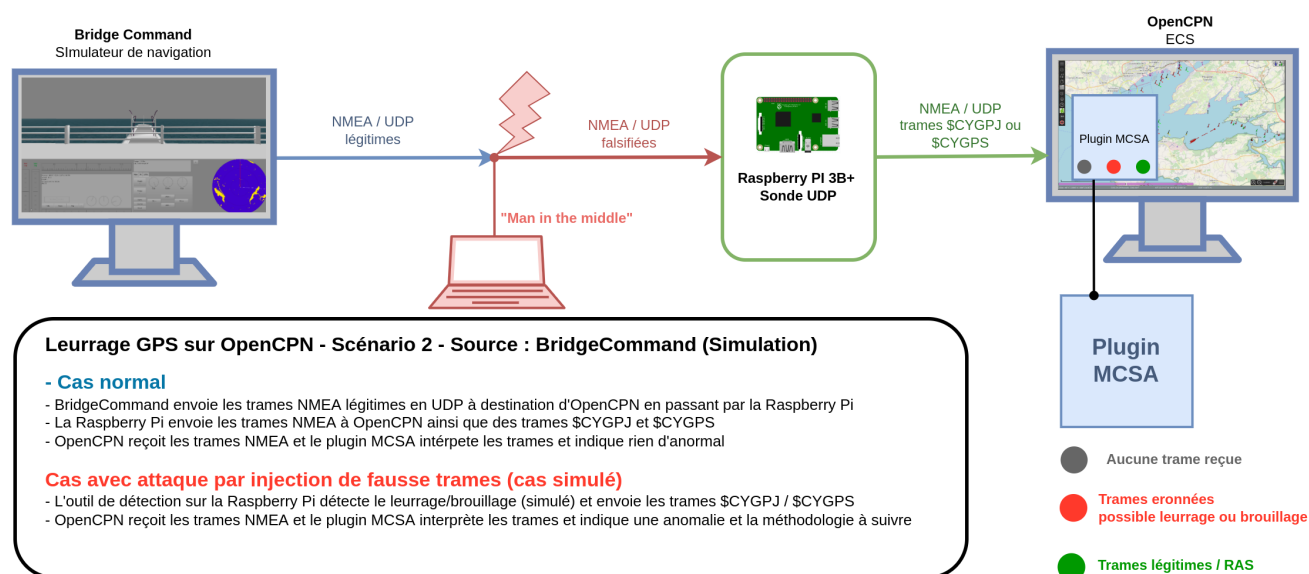 Bridge Command
SImulateur de navigation
OpenCPN
ECS
NMEA / UDP
légitimes
NMEA / UDP
falsifiées
NMEA / UDP
trames $CYGPJ ou
$CYGPS
Plugin MCSA
Raspberry PI 3B+
Sonde UDP
"Man in the middle"
Leurrage GPS sur OpenCPN - Scénario 2 - Source : BridgeCommand (Simulation)
- Cas normal
- BridgeCommand envoie les trames NMEA légitimes en UDP à destination d'OpenCPN en passant par la Raspberry Pi
- La Raspberry Pi envoie les trames NMEA à OpenCPN ainsi que des trames $CYGPJ et $CYGPS
- OpenCPN reçoit les trames NMEA et le plugin MCSA intérpete les trames et indique rien d'anormal
Cas avec attaque par injection de fausse trames (cas simulé)
- L'outil de détection sur la Raspberry Pi détecte le leurrage/brouillage (simulé) et envoie les trames $CYGPJ / $CYGPS
- OpenCPN reçoit les trames NMEA et le plugin MCSA interprète les trames et indique une anomalie et la méthodologie à suivre
Plugin
MCSA
Aucune trame reçue
Trames eronnées
possible leurrage ou brouillage
Trames légitimes / RAS